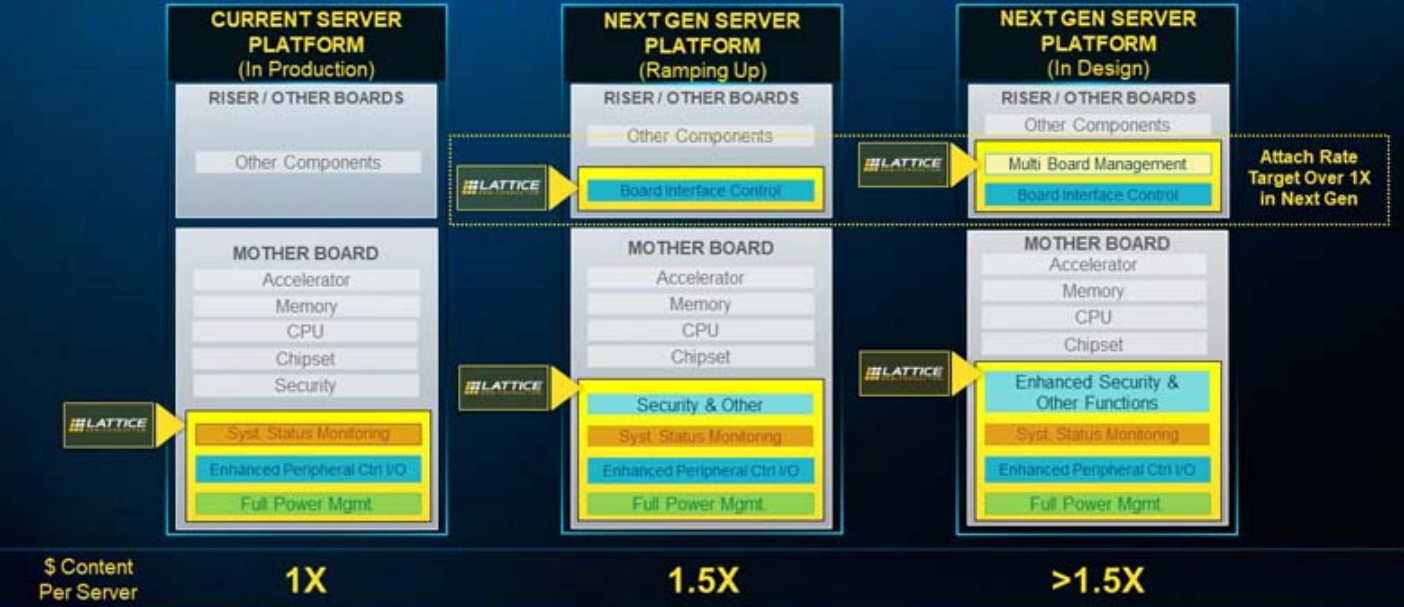 CURRENT SERVER
PLATFORM
(In Production)
RISER / OTHER BOARDS
Other Components
MOTHER BOARD
Accelerator
Memory
CPU
Chipset
Security
LATTICE
Syst. Status Monitoring
Enhanced Peripheral Ctrl I/O
Full Power Mgmt.
NEXT GEN SERVER
PLATFORM
(Ramping Up)
RISER / OTHER BOARDS
Other Components
LATTICE
Board Interface Control
MOTHER BOARD
Accelerator
Memory
CPU
Chipset
LATTICE
Security & Other
Syst. Status Monitoring
Enhanced Peripheral Ctrl I/O
Full Power Mgmt.
NEXT GEN SERVER
PLATFORM
(In Design)
RISER / OTHER BOARDS
Other Components
LATTICE
Multi Board Management
Board Interface Control
Attach Rate
Target Over 1X
in Next Gen
MOTHER BOARD
Accelerator
Memory
CPU
Chipset
LATTICE
Enhanced Security &
Other Functions
Syst. Status Monitoring
Enhanced Peripheral Ctrl I/O
Full Power Mgmt.
$ Content
Per Server
1X
1.5X
>1.5X